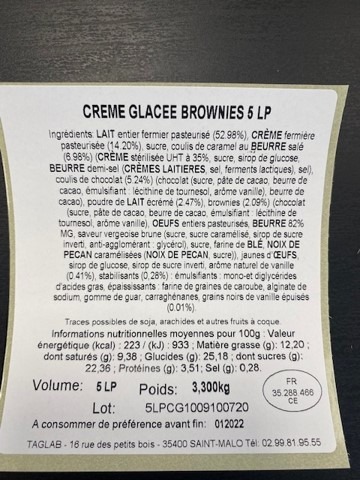 CREME GLACEE BROWNIES 5 LP
Ingrédients: LAIT entier fermier pasteurisé (52.98%), CRÈME fermière
pasteurisée (14.20%), sucre, coulis de caramel au BEURRE salé
(6.98%) (CRÈME stérilisée UHT à 35%, sucre, sirop de glucose,
BEURRE demi-sel (CRÈMES LAITIERES, sel, ferments lactiques), sel),
coulis de chocolat (5.24%) (chocolat (sucre, pâte de cacao, beurre de
cacao, émulsifiant : lécithine de tournesol, arôme vanille), beurre de
cacao), poudre de LAIT écrémé (2.47%), brownies (2.09%) (chocolat
(sucre, pâte de cacao, beurre de cacao, émulsifiant : lécithine de
tournesol, arôme vanille), OEUFS entiers pasteurisés, BEURRE 82%
MG, saveur vergeoise brune (sucre, sucre caramélisé, sirop de sucre
inverti, anti-agglomérant : glycérol), sucre, farine de BLÉ, NOIX DE
PECAN caramélisées (NOIX DE PECAN, sucre)), jaunes d'ŒUFS,
sirop de glucose, sirop de sucre inverti, arôme naturel de vanille
(0.41%), stabilisants (0.28%) : émulsifiants : mono-et diglycérides
d'acides gras, épaississants : farine de graines de caroube, alginate de
sodium, gomme de guar, carraghénanes, grains noirs de vanille épuisés
(0.01%).
Traces possibles de soja, arachides et autres fruits à coque.
Informations nutritionnelles moyennes pour 100g : Valeur
énergétique (kcal) : 223 / (kJ) : 933 ; Matière grasse (g) : 12,20 ;
dont saturés (g) : 9,38 ; Glucides (g) : 25,18 ; dont sucres (g):
22,36 ; Protéines (g) : 3,51; Sel (g) : 0,28.
Volume: 5 LP Poids: 3,300kg
FR
35.288.466
CE
Lot: 5LPCG1009100720
A consommer de préférence avant fin: 012022
TAGLAB - 16 rue des petits bois - 35400 SAINT-MALO Tél: 02.99.81.95.55